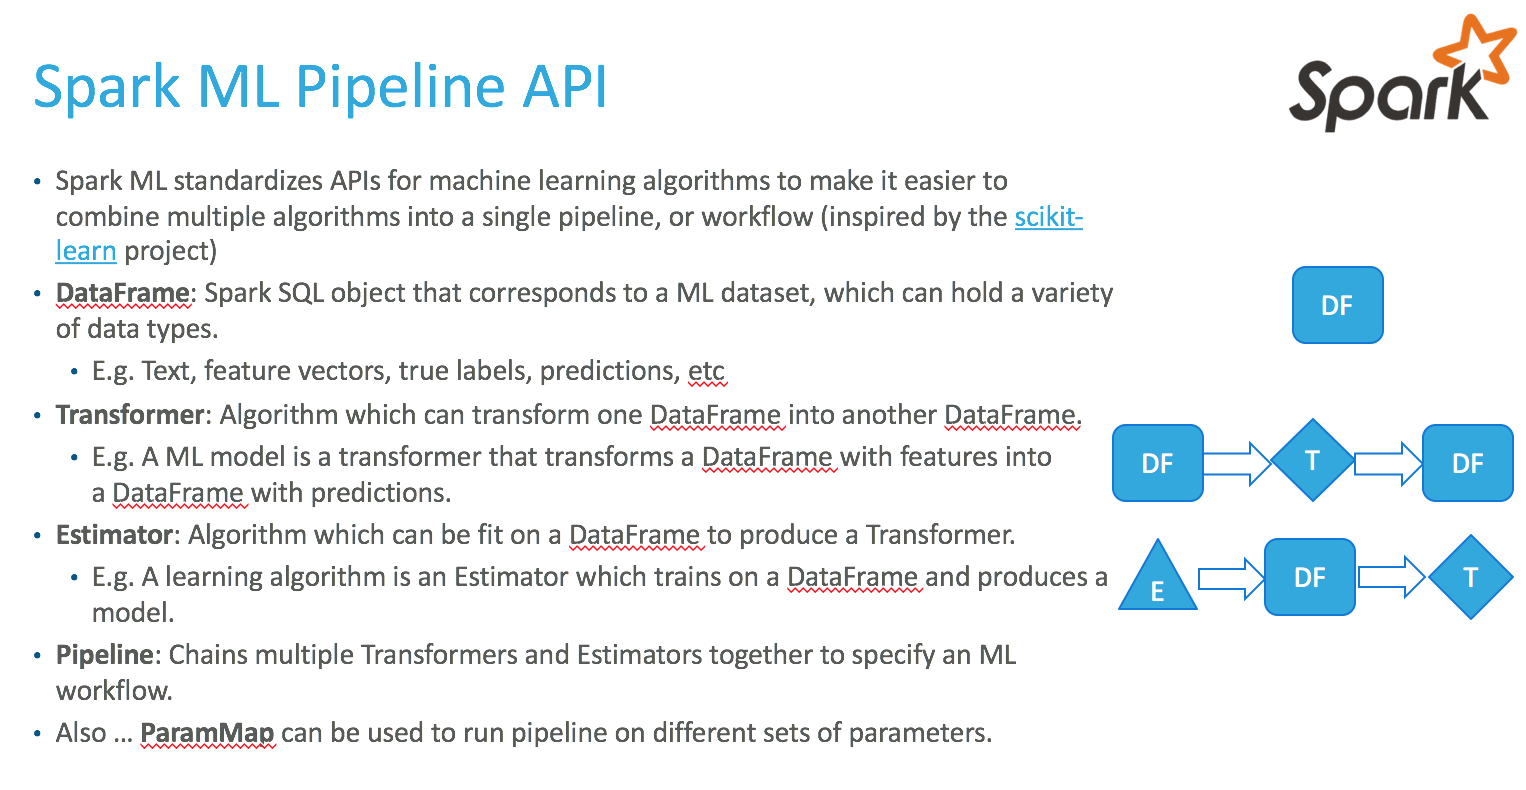 Spark ML Pipeline API
Spark
• Spark ML standardizes APIs for machine learning algorithms to make it easier to
combine multiple algorithms into a single pipeline, or workflow (inspired by the scikit-
learn project)
• DataFrame: Spark SQL object that corresponds to a ML dataset, which can hold a variety
of data types.
• E.g. Text, feature vectors, true labels, predictions, etc
DF
• Transformer: Algorithm which can transform one DataFrame into another DataFrame.
• E.g. A ML model is a transformer that transforms a DataFrame with features into
a DataFrame with predictions.
DF T DF
• Estimator: Algorithm which can be fit on a DataFrame to produce a Transformer.
• E.g. A learning algorithm is an Estimator which trains on a DataFrame and produces a
model.
E DF T
• Pipeline: Chains multiple Transformers and Estimators together to specify an ML
workflow.
• Also ... ParamMap can be used to run pipeline on different sets of parameters.